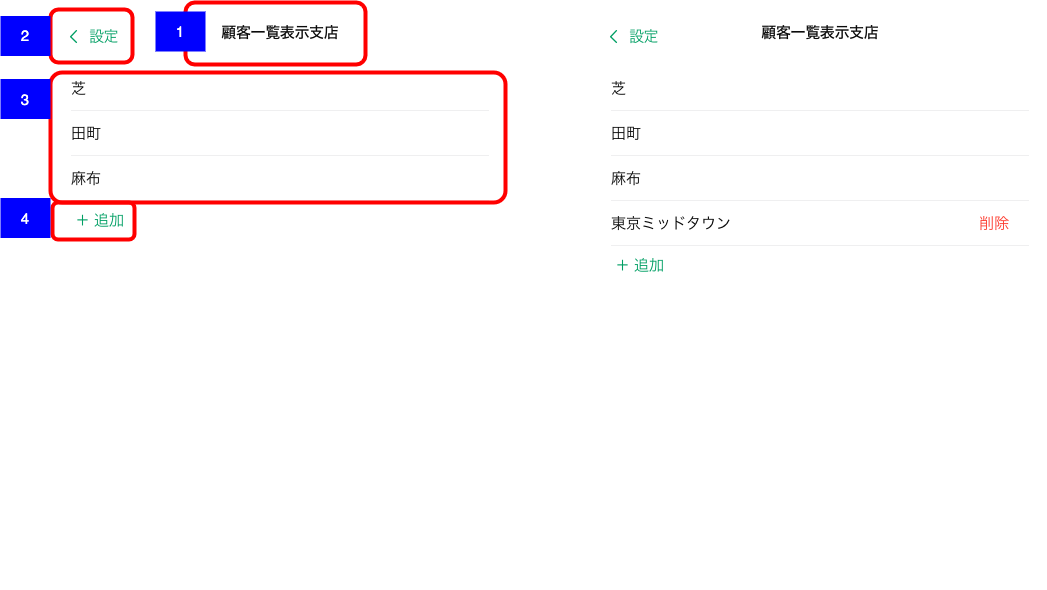 2
設定
1
顧客一覧表示支店
3
芝
田町
麻布
4
+ 追加
設定
顧客一覧表示支店
芝
田町
麻布
東京ミッドタウン 削除
+ 追加